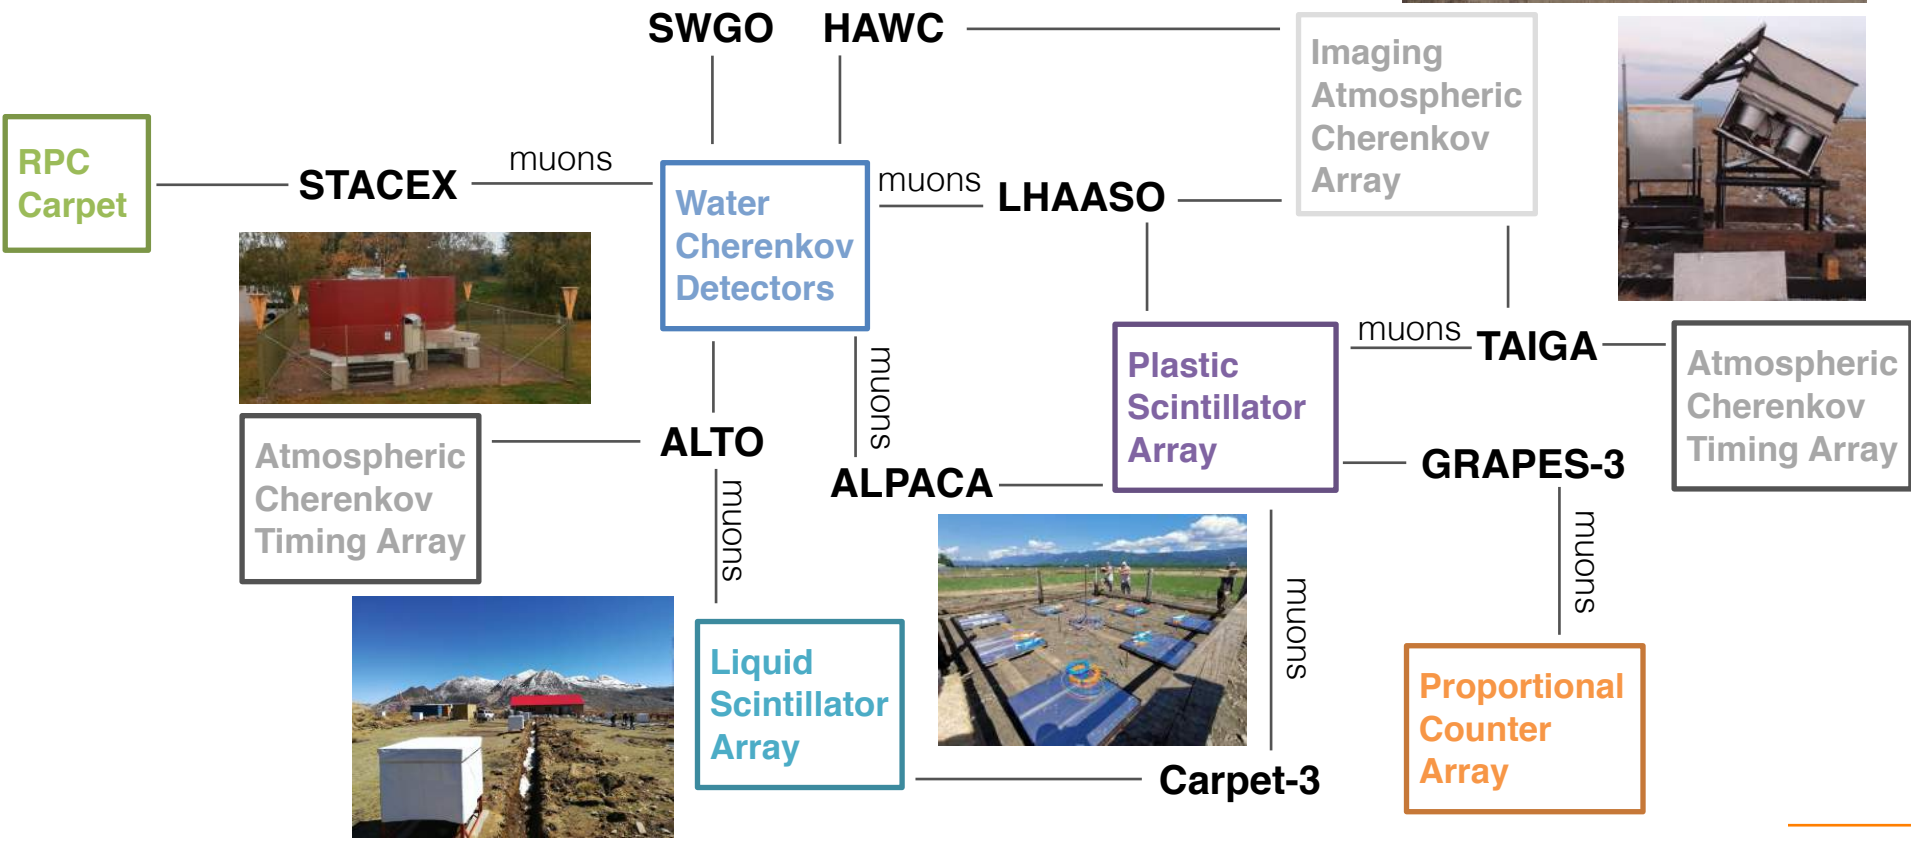 SWGO
HAWC
Imaging
Atmospheric
Cherenkov
Array
RPC
Carpet
STACEX
muons
Water
Cherenkov
Detectors
muons
LHAASO
Plastic
Scintillator
Array
muons
TAIGA
Atmospheric
Cherenkov
Timing Array
Atmospheric
Cherenkov
Timing Array
ALTO
muons
ALPACA
GRAPES-3
muons
muons
muons
Liquid
Scintillator
Array
Carpet-3
Proportional
Counter
Array